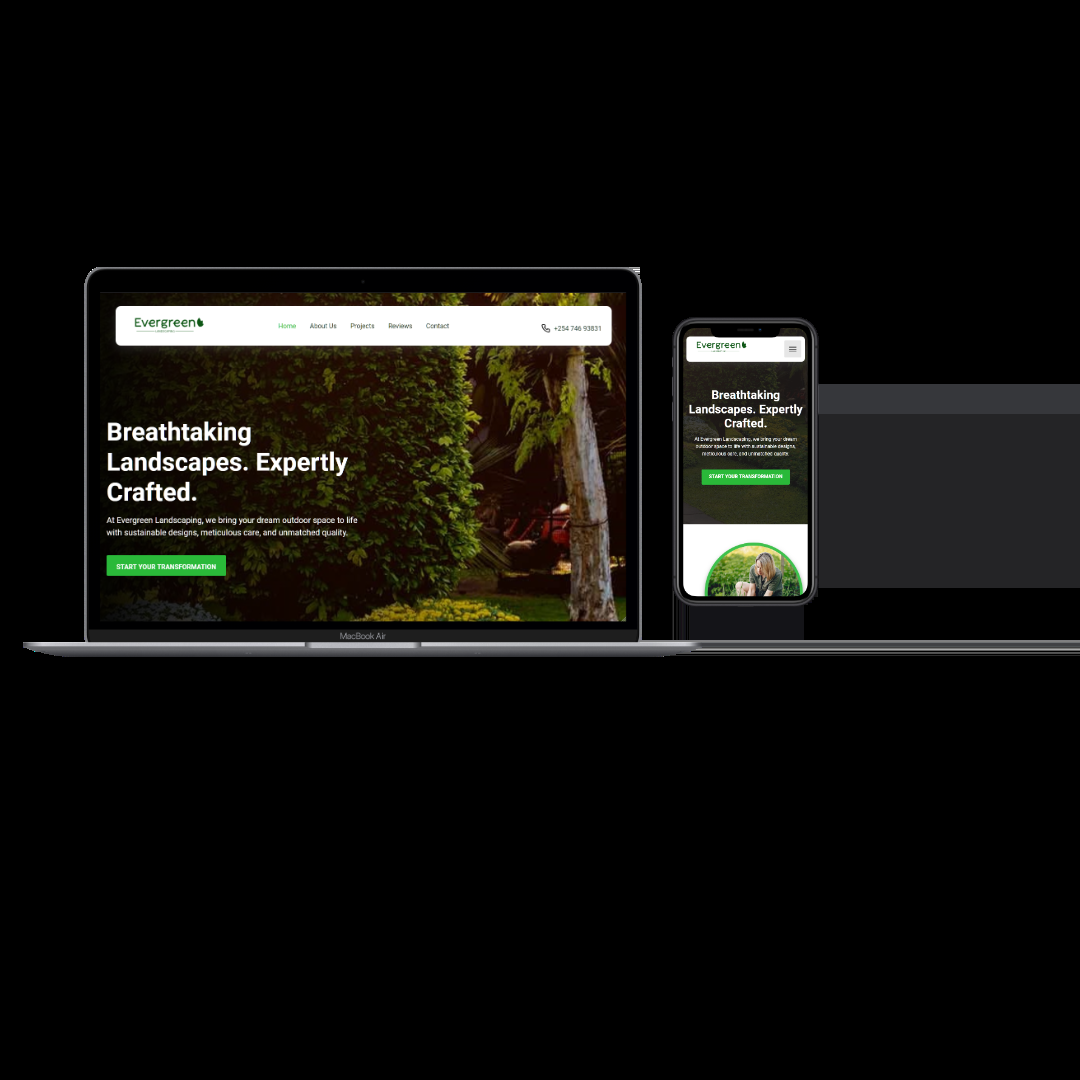 Evergreen
Home About Us Projects Reviews Contact
+254 746 93831
Breathtaking
Landscapes. Expertly
Crafted.
At Evergreen Landscaping, we bring your dream outdoor space to life
with sustainable designs, meticulous care, and unmatched quality.
START YOUR TRANSFORMATION
MacBook Air
Evergreen
Breathtaking
Landscapes. Expertly
Crafted.
At Evergreen Landscaping, we bring your dream
outdoor space to life with sustainable designs,
meticulous care, and unmatched quality.
START YOUR TRANSFORMATION